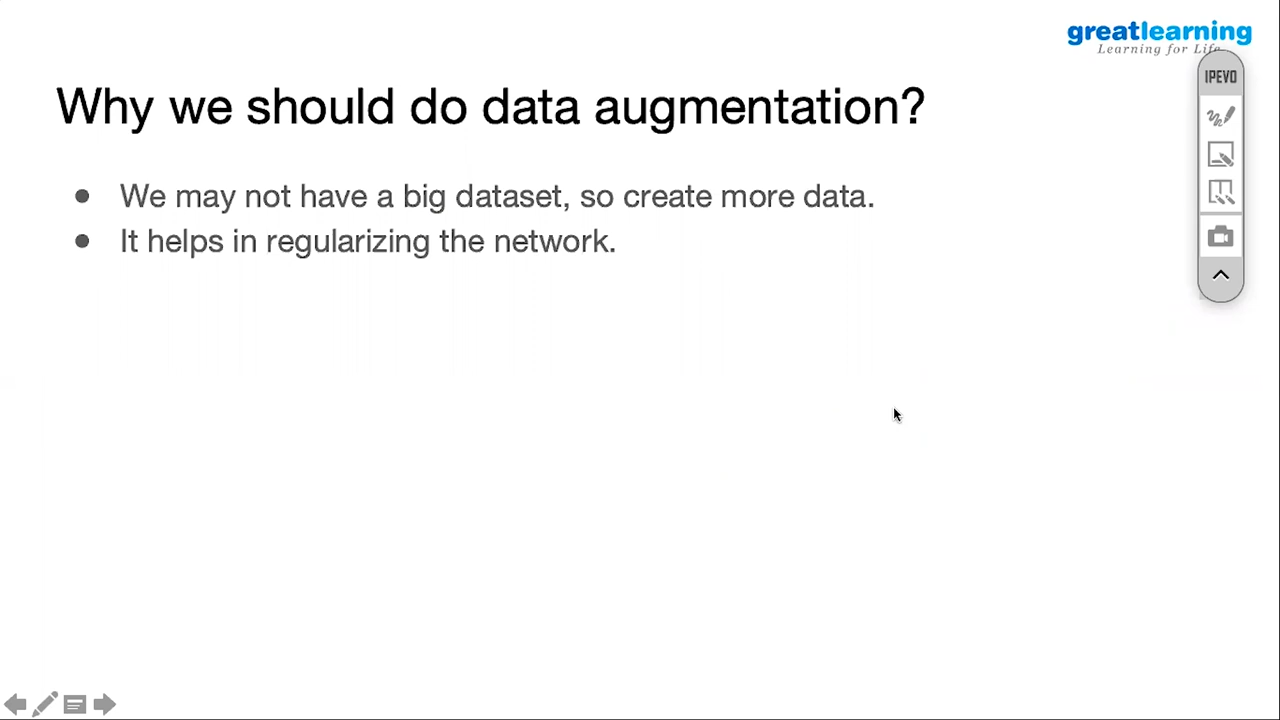 greatlearning
Learning for Life
IPEVO
Why we should do data augmentation?
● We may not have a big dataset, so create more data.
● It helps in regularizing the network.